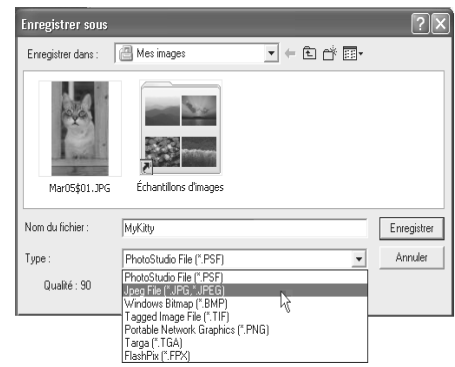 Enregistrer sous
Enregistrer dans :
Mes images
Mar05$01.JPG
Échantillons d'images
Nom du fichier :
MyKitty
Enregistrer
Type :
PhotoStudio File (*.PSF)
Annuler
Qualité : 90
PhotoStudio File (*.PSF)
Jpeg File (*.JPG,*.JPEG)
Windows Bitmap (*.BMP)
Tagged Image File (*.TIF)
Portable Network Graphics (*.PNG)
Targa (*.TGA)
FlashPix (*.FPX)